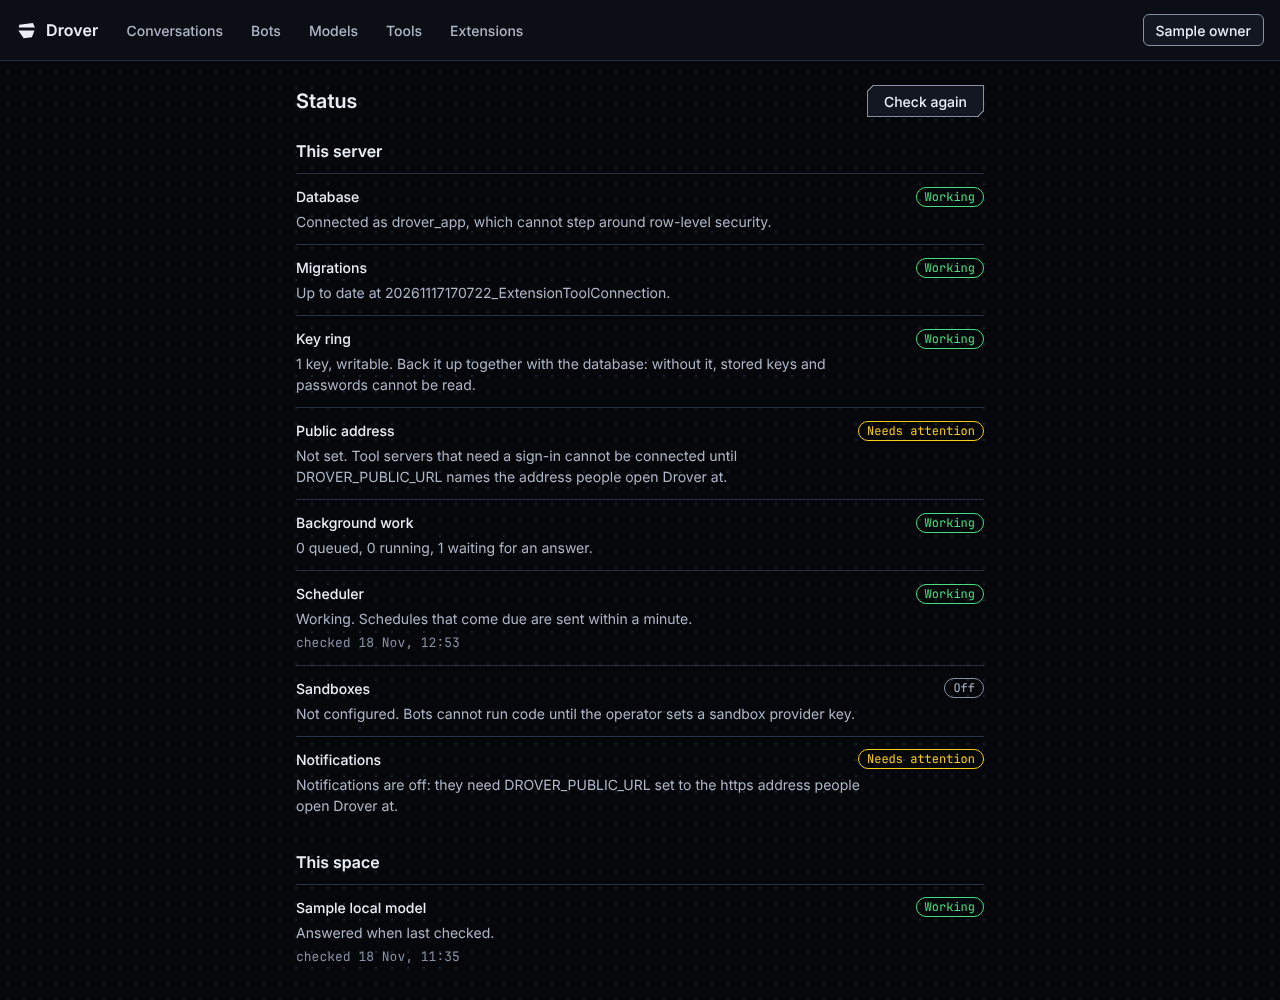 Drover
Conversations
Bots
Models
Tools
Extensions
Sample owner
Status
Check again
This server
Database
Working
Connected as drover_app, which cannot step around row-level security.
Migrations
Working
Up to date at 20261117170722_ExtensionToolConnection.
Key ring
Working
1 key, writable. Back it up together with the database: without it, stored keys and
passwords cannot be read.
Public address
Needs attention
Not set. Tool servers that need a sign-in cannot be connected until
DROVER_PUBLIC_URL names the address people open Drover at.
Background work
Working
0 queued, 0 running, 1 waiting for an answer.
Scheduler
Working
Working. Schedules that come due are sent within a minute.
checked 18 Nov, 12:53
Sandboxes
Off
Not configured. Bots cannot run code until the operator sets a sandbox provider key.
Notifications
Needs attention
Notifications are off: they need DROVER_PUBLIC_URL set to the https address people
open Drover at.
This space
Sample local model
Working
Answered when last checked.
checked 18 Nov, 11:35